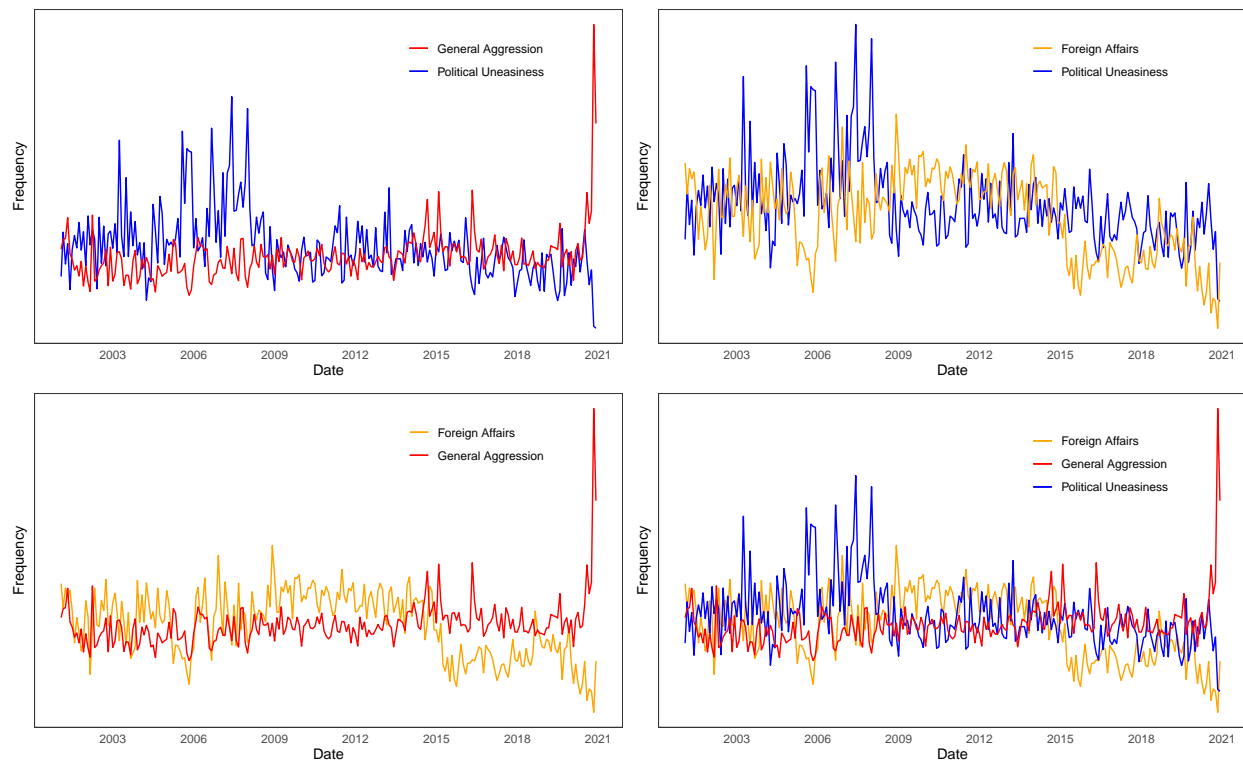 General Aggression
Political Uneasiness
Frequency
2003 2006 2009 2012 2015 2018 2021
Date
Foreign Affairs
Political Uneasiness
Frequency
2003 2006 2009 2012 2015 2018 2021
Date
Foreign Affairs
General Aggression
Frequency
2003 2006 2009 2012 2015 2018 2021
Date
Foreign Affairs
General Aggression
Political Uneasiness
Frequency
2003 2006 2009 2012 2015 2018 2021
Date